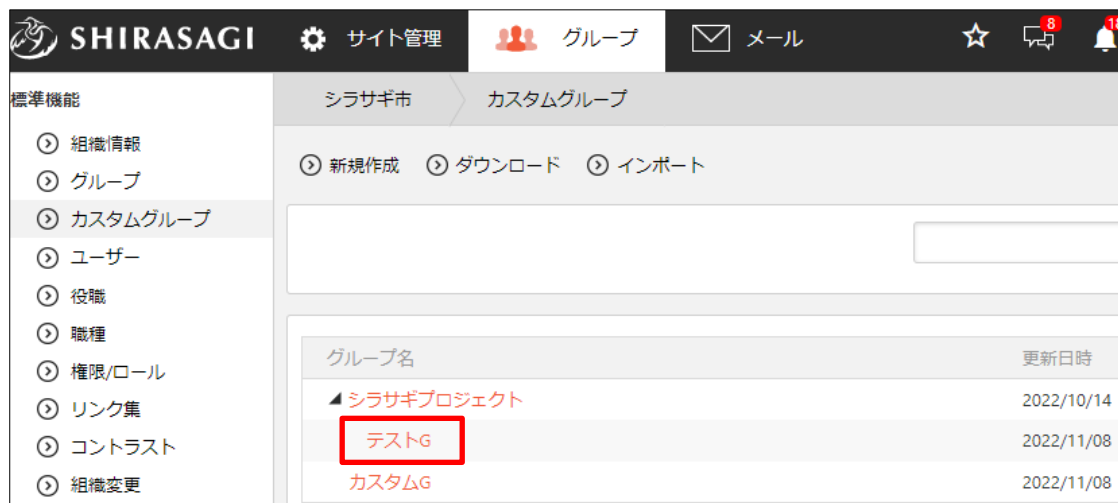 SHIRASAGI サイト管理 グループ メール 8 18
標準機能
シラサギ市 カスタムグループ
組織情報
新規作成 ダウンロード インポート
グループ
カスタムグループ
ユーザー
役職
職種
権限/ロール
リンク集
コントラスト
組織変更
グループ名 更新日時
シラサギプロジェクト 2022/10/14
テストG 2022/11/08
カスタムG 2022/11/08